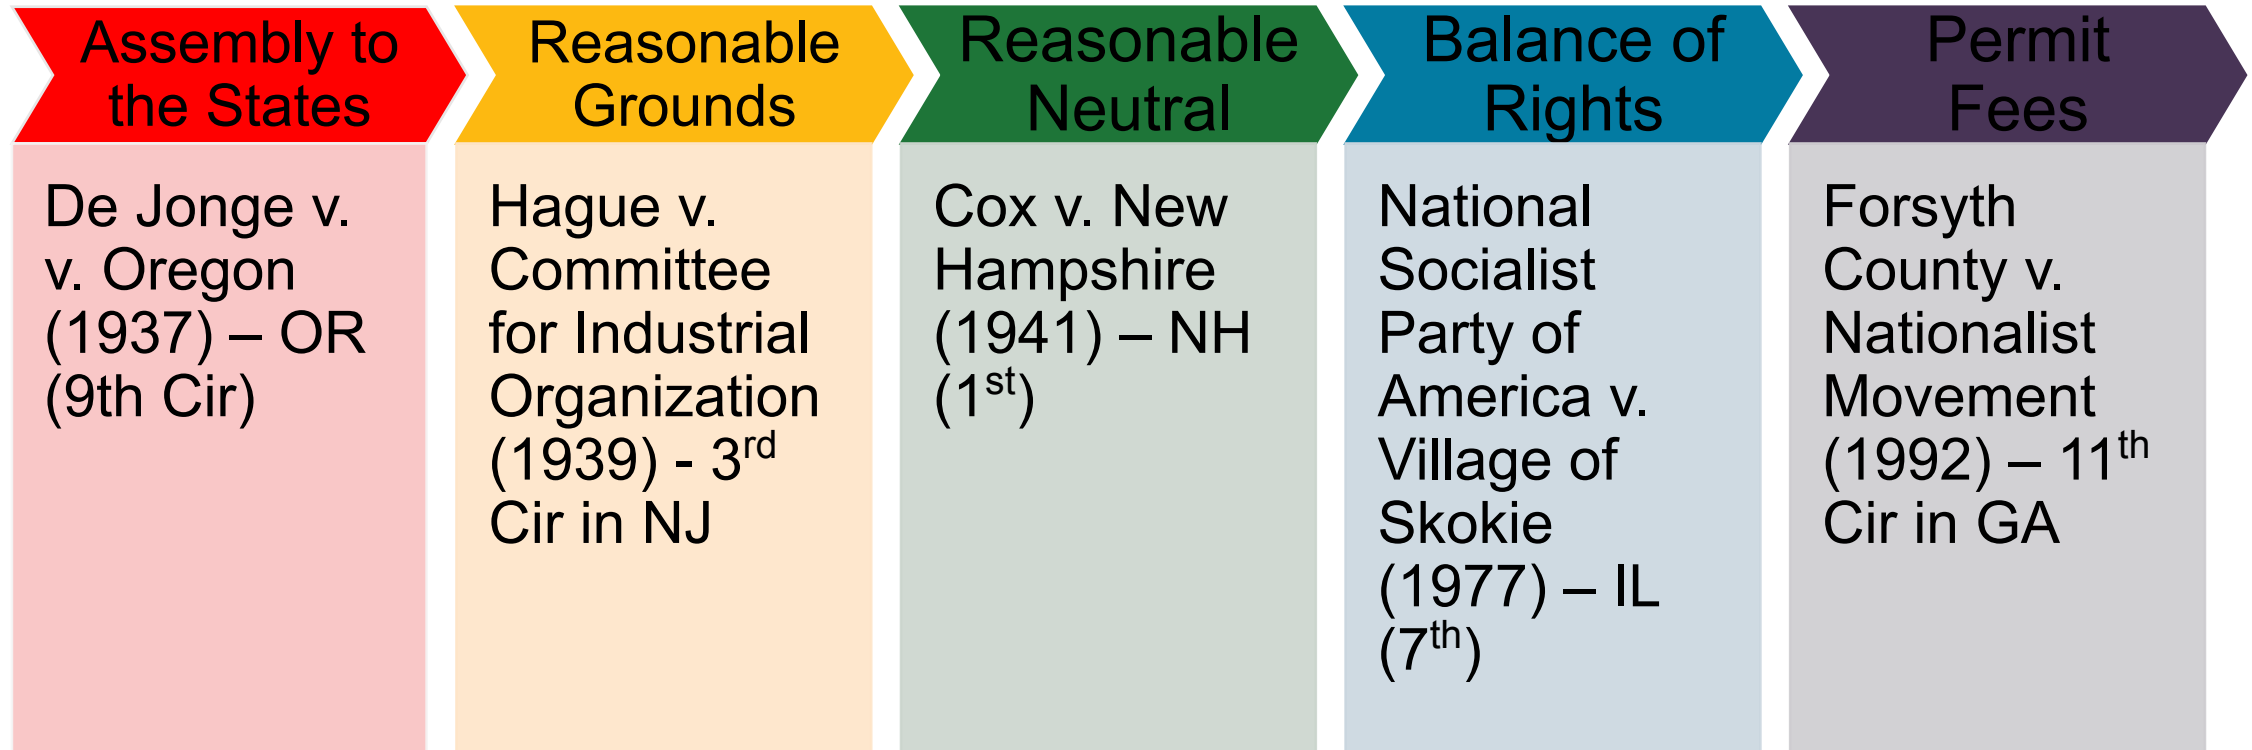 Assembly to
the States
De Jonge v.
v. Oregon
(1937) – OR
(9th Cir)
Reasonable
Grounds
Hague v.
Committee
for Industrial
Organization
(1939) - 3rd
Cir in NJ
Reasonable
Neutral
Cox v. New
Hampshire
(1941) – NH
(1st)
Balance of
Rights
National
Socialist
Party of
America v.
Village of
Skokie
(1977) – IL
(7th)
Permit
Fees
Forsyth
County v.
Nationalist
Movement
(1992) – 11th
Cir in GA